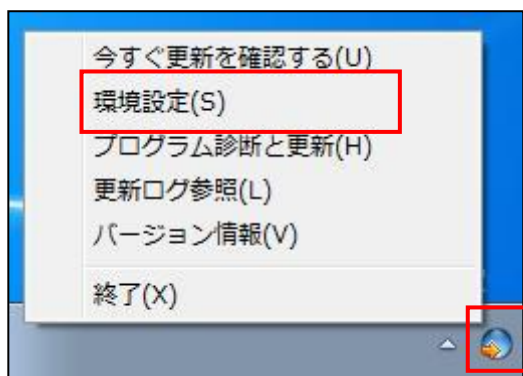 今すぐ更新を確認する(U)
環境設定(S)
プログラム診断と更新(H)
更新ログ参照(L)
バージョン情報(V)
終了(X)